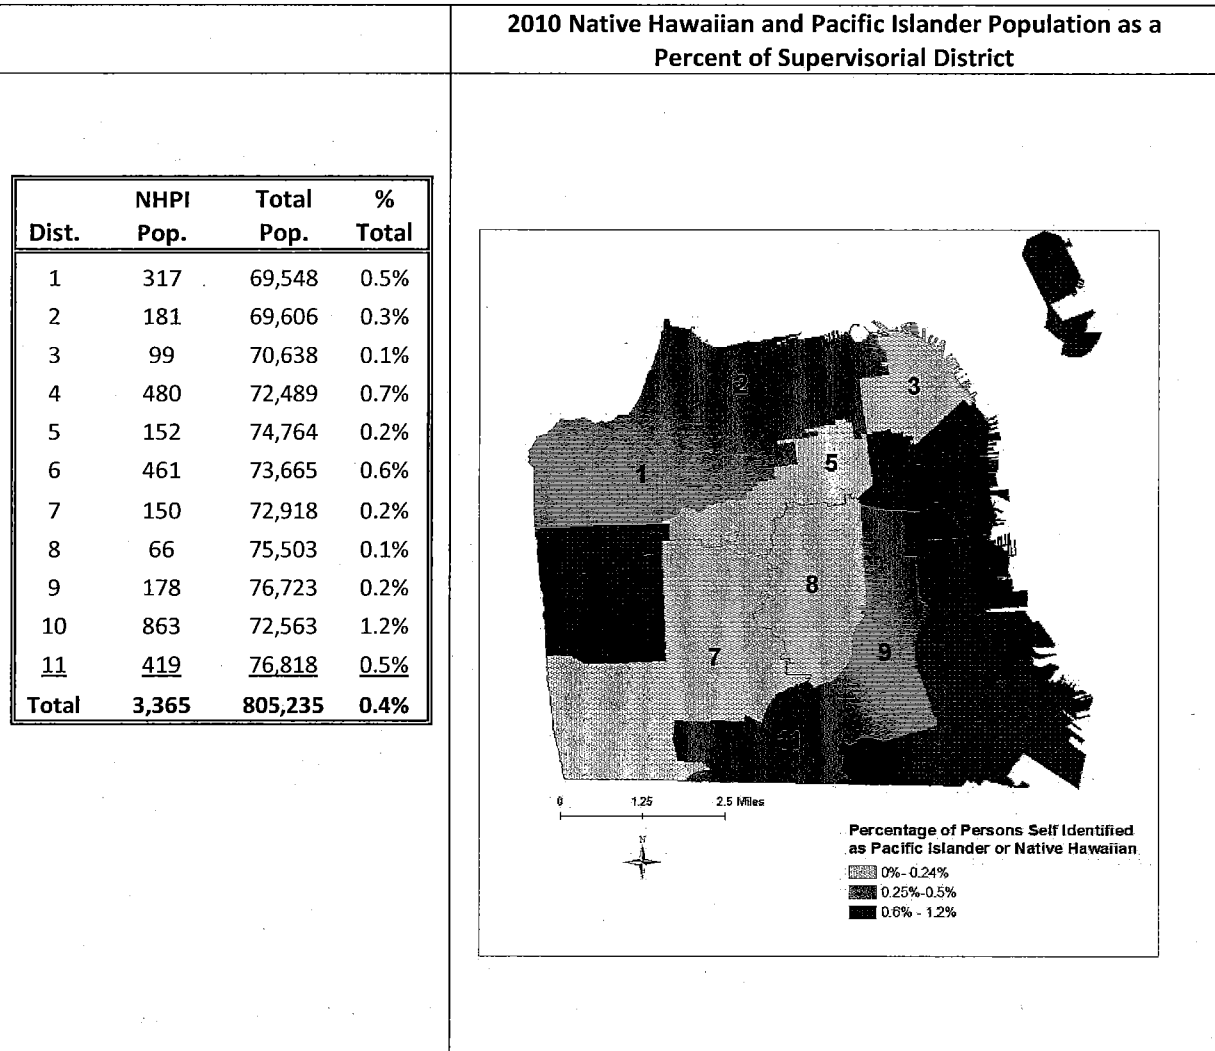 2010 Native Hawaiian and Pacific Islander Population as a
Percent of Supervisorial District
NHPI Total %
Dist. Pop. Pop. Total
1 317 69,548 0.5%
2 181 69,606 0.3%
3 99 70,638 0.1%
4 480 72,489 0.7%
5 152 74,764 0.2%
6 461 73,665 0.6%
7 150 72,918 0.2%
8 66 75,503 0.1%
9 178 76,723 0.2%
10 863 72,563 1.2%
11 419 76,818 0.5%
Total 3,365 805,235 0.4%
2
3
5
1
8
7
9
0 1.25 2.5 Miles
N
Percentage of Persons Self Identified
as Pacific Islander or Native Hawaiian
0%-0.24%
0.25%-0.5%
0.6% - 1.2%